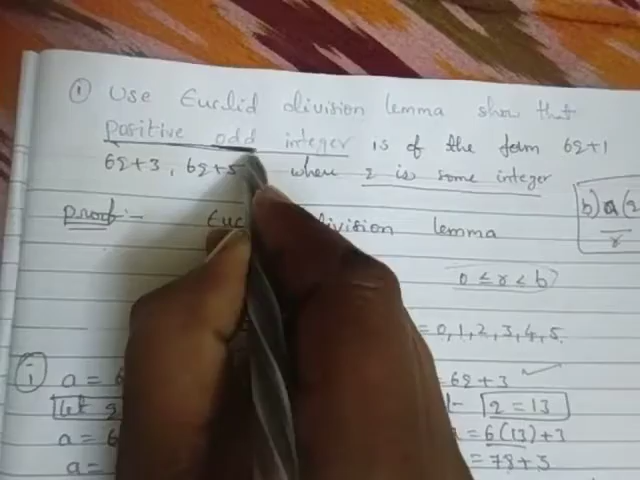 ① Use Euclid division lemma show that
positive odd integer is of the form 6q+1
6q+3, 6q+5 where q is some integer
b) a (q
r
proof:- division lemma
0 ≤ r < b
= 0, 1, 2, 3, 4, 5.
i a = 6 = 6q+3
let q q = 13
a = 6 = 6(13)+3
a = = 78+3